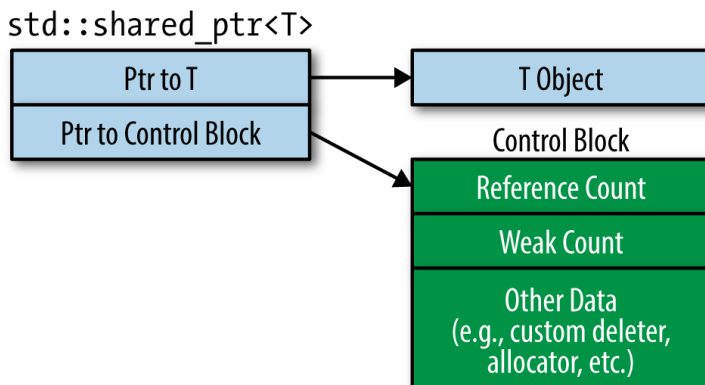 std::shared_ptr<T>
Ptr to T
T Object
Ptr to Control Block
Control Block
Reference Count
Weak Count
Other Data
(e.g., custom deleter,
allocator, etc.)